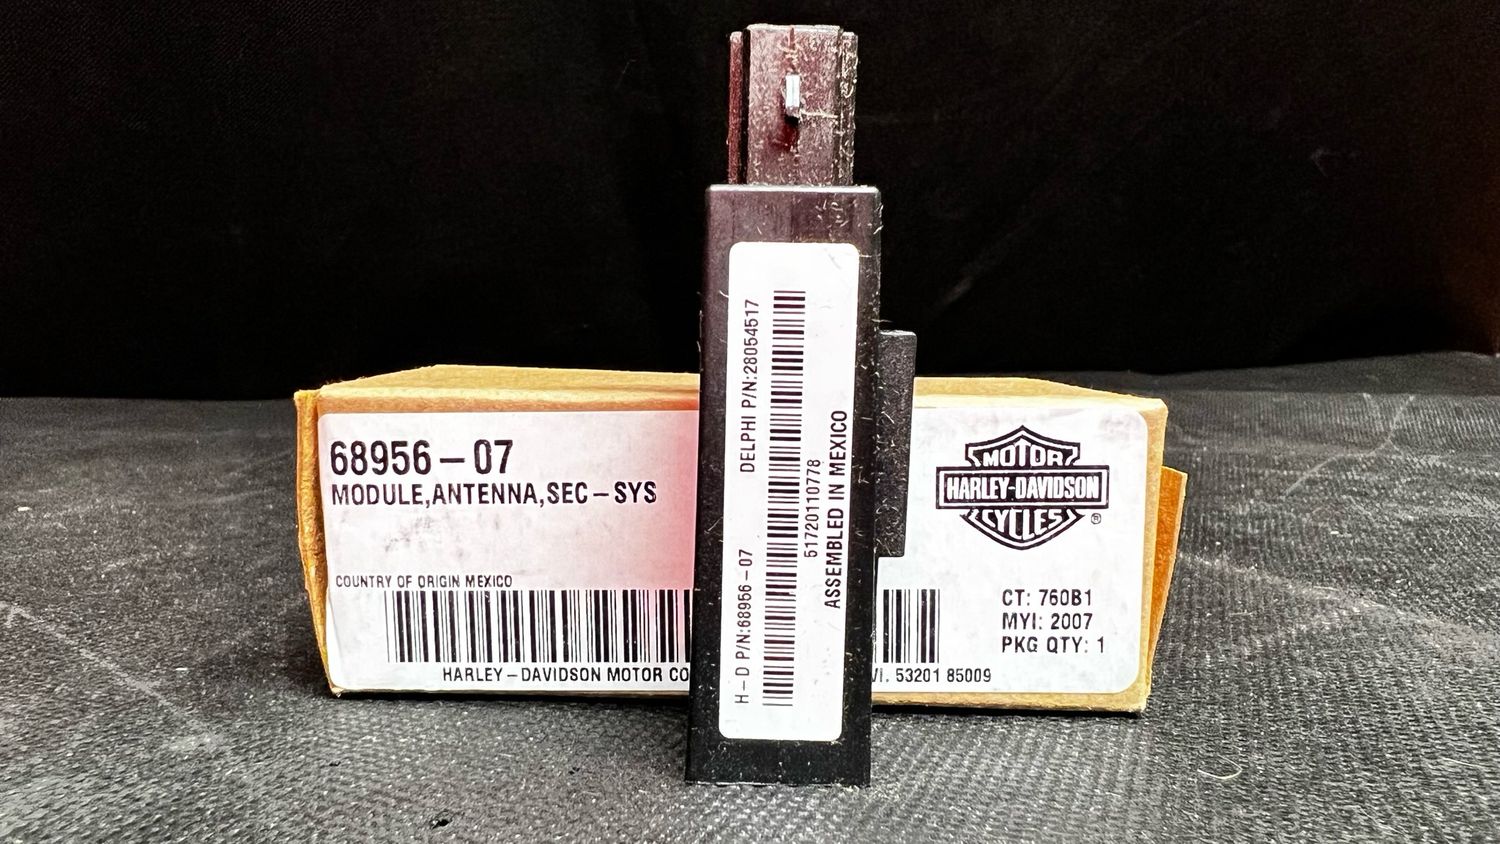 68956-07
MODULE,ANTENNA,SEC-SYS
COUNTRY OF ORIGIN MEXICO
HARLEY-DAVIDSON MOTOR CO
VI. 53201 85009
MOTOR
HARLEY-DAVIDSON
CYCLES
®
CT: 760B1
MYI: 2007
PKG QTY: 1
H-D P/N:68956-07 DELPHI P/N:28054517
51720110778
ASSEMBLED IN MEXICO